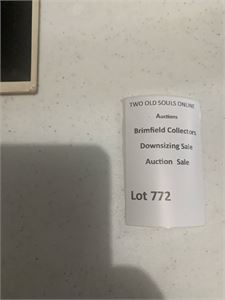 TWO OLD SOULS ONLINE
Auctions
Brimfield Collectors
Downsizing Sale
Auction Sale
Lot 772